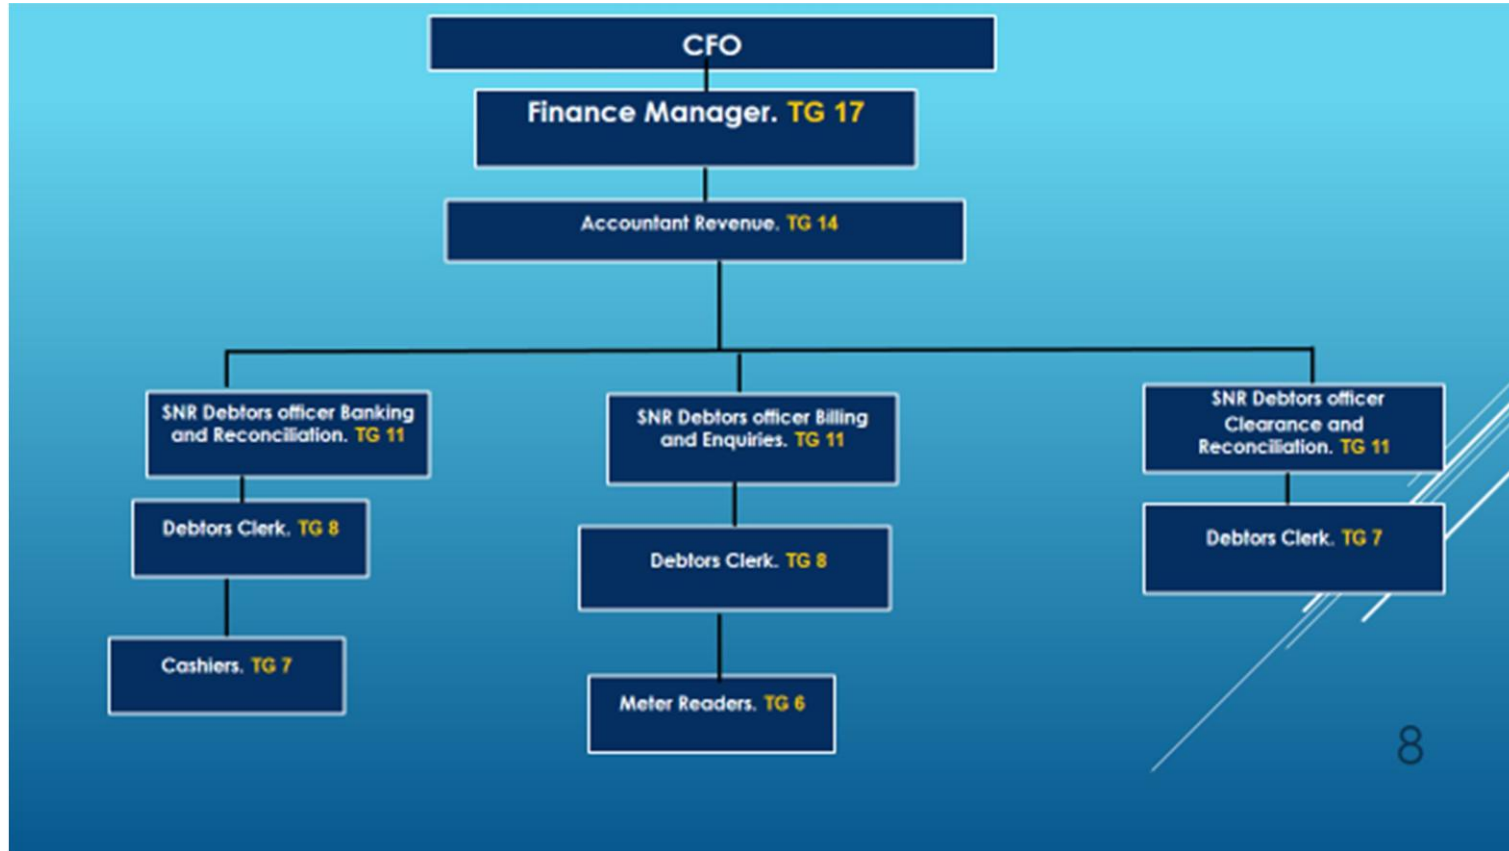 CFO
Finance Manager. TG 17
Accountant Revenue. TG 14
SNR Debtors officer Banking
and Reconciliation. TG 11
SNR Debtors officer Billing
and Enquiries. TG 11
SNR Debtors officer
Clearance and
Reconciliation. TG 11
Debtors Clerk. TG 8
Debtors Clerk. TG 8
Debtors Clerk. TG 7
Cashiers. TG 7
Meter Readers. TG 6
8